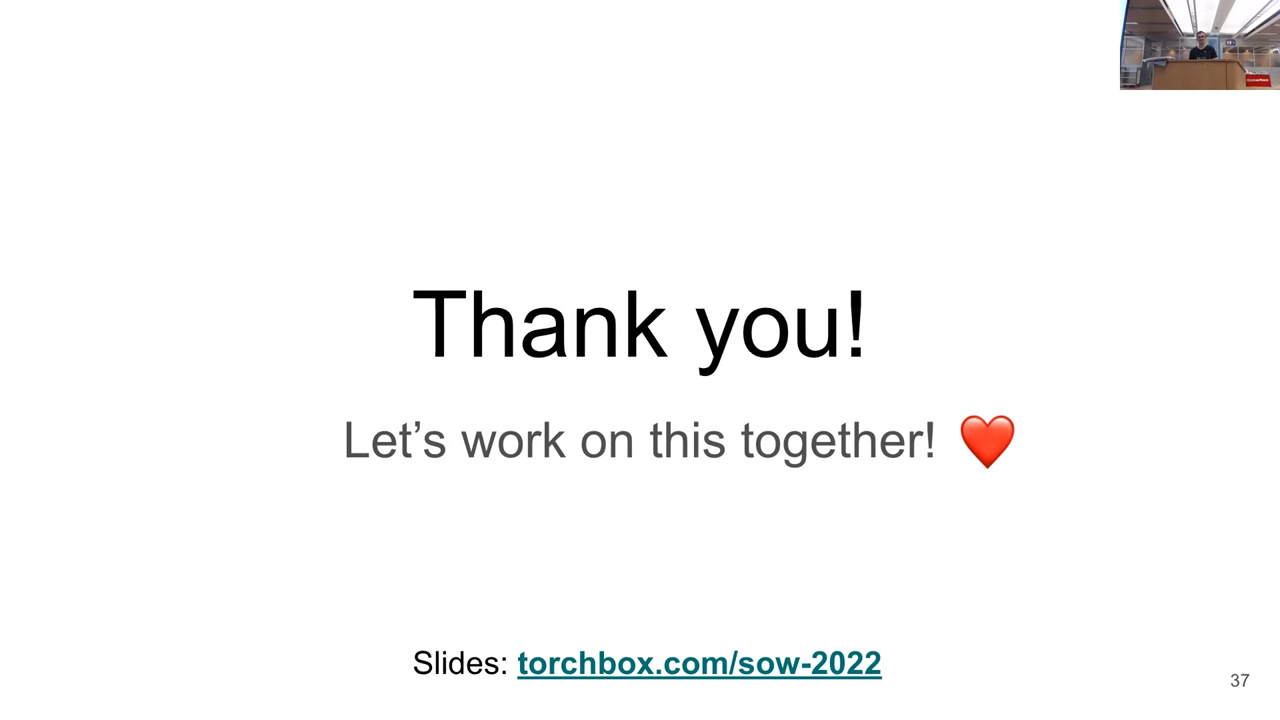 Thank you!
Let's work on this together! ❤️
Slides: torchbox.com/sow-2022
37